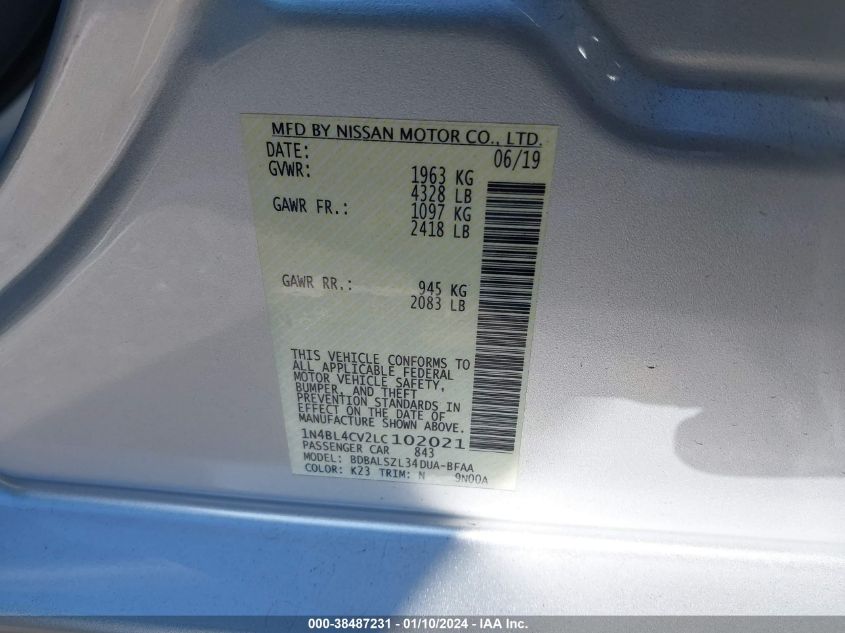 MFD BY NISSAN MOTOR CO., LTD.
DATE: 06/19
GVWR: 1963 KG
4328 LB
GAWR FR.: 1097 KG
2418 LB
GAWR RR.: 945 KG
2083 LB
THIS VEHICLE CONFORMS TO
ALL APPLICABLE FEDERAL
MOTOR VEHICLE SAFETY,
BUMPER, AND THEFT
PREVENTION STANDARDS IN
EFFECT ON THE DATE OF
MANUFACTURE SHOWN ABOVE.
1N4BL4CV2LC102021
PASSENGER CAR 843
MODEL: BDBALSZL34DUA-BFAA
COLOR: K23 TRIM: N 9N00A
000-38487231 - 01/10/2024 - IAA Inc.